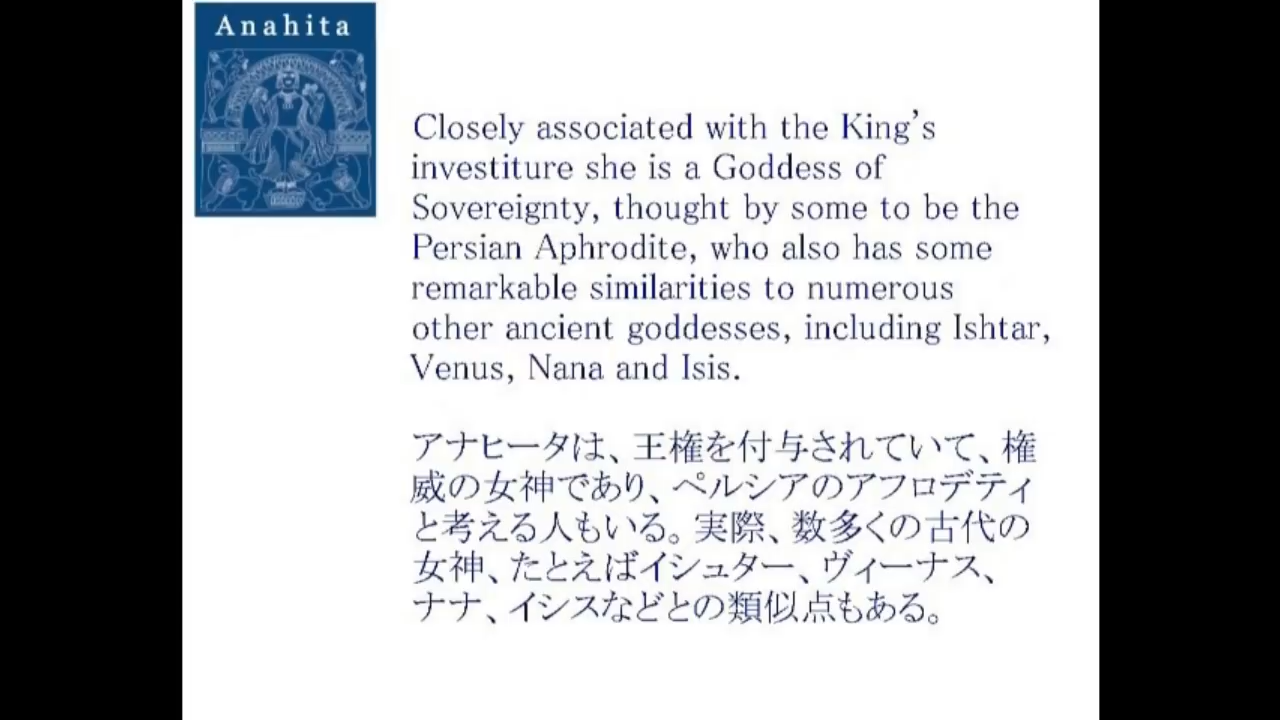 Anahita
Closely associated with the King’s
investiture she is a Goddess of
Sovereignty, thought by some to be the
Persian Aphrodite, who also has some
remarkable similarities to numerous
other ancient goddesses, including Ishtar,
Venus, Nana and Isis.
アナヒータは、王権を付与されていて、権
威の女神であり、ペルシアのアフロデティ
と考える人もいる。実際、数多くの古代の
女神、たとえばイシュター、ヴィーナス、
ナナ、イシスなどとの類似点もある。